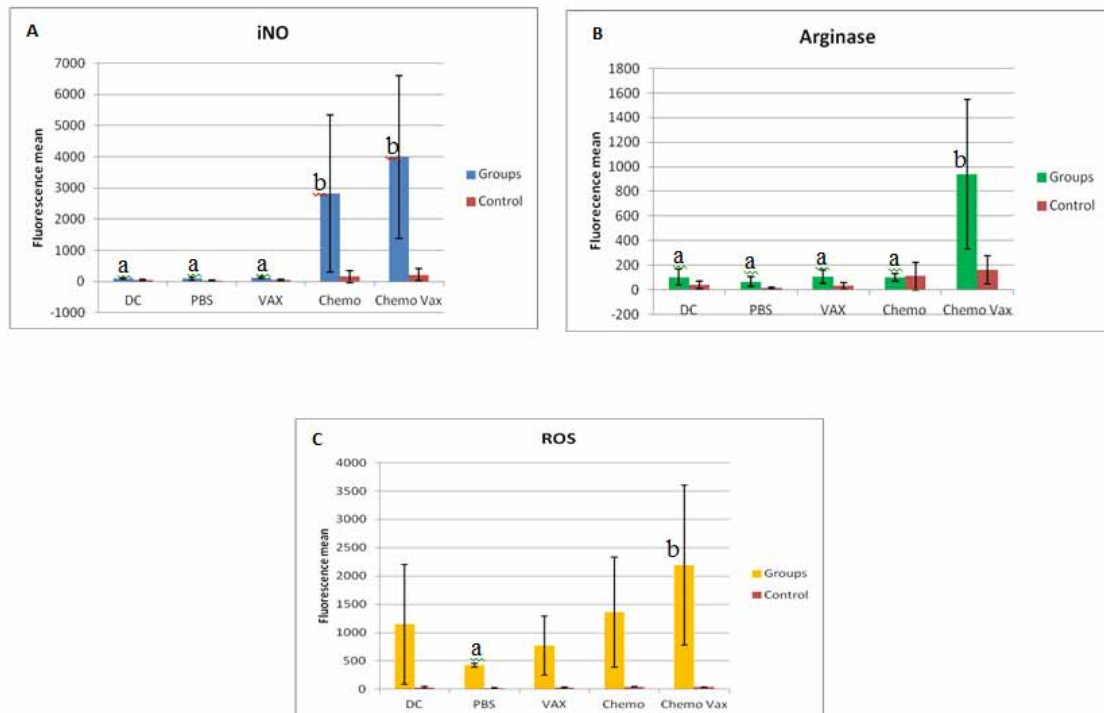 A
iNO
7000
6000
5000
4000
3000
2000
1000
0
-1000
Fluorescence mean
a a a b b
DC PBS VAX Chemo Chemo Vax
Groups
Control
B
Arginase
1800
1600
1400
1200
1000
800
600
400
200
0
-200
Fluorecence mean
a a a a b
DC PBS VAX Chemo Chemo Vax
Groups
Control
C
ROS
4000
3500
3000
2500
2000
1500
1000
500
0
Fluorescence mean
a b
DC PBS VAX Chemo Chemo Vax
Groups
Control